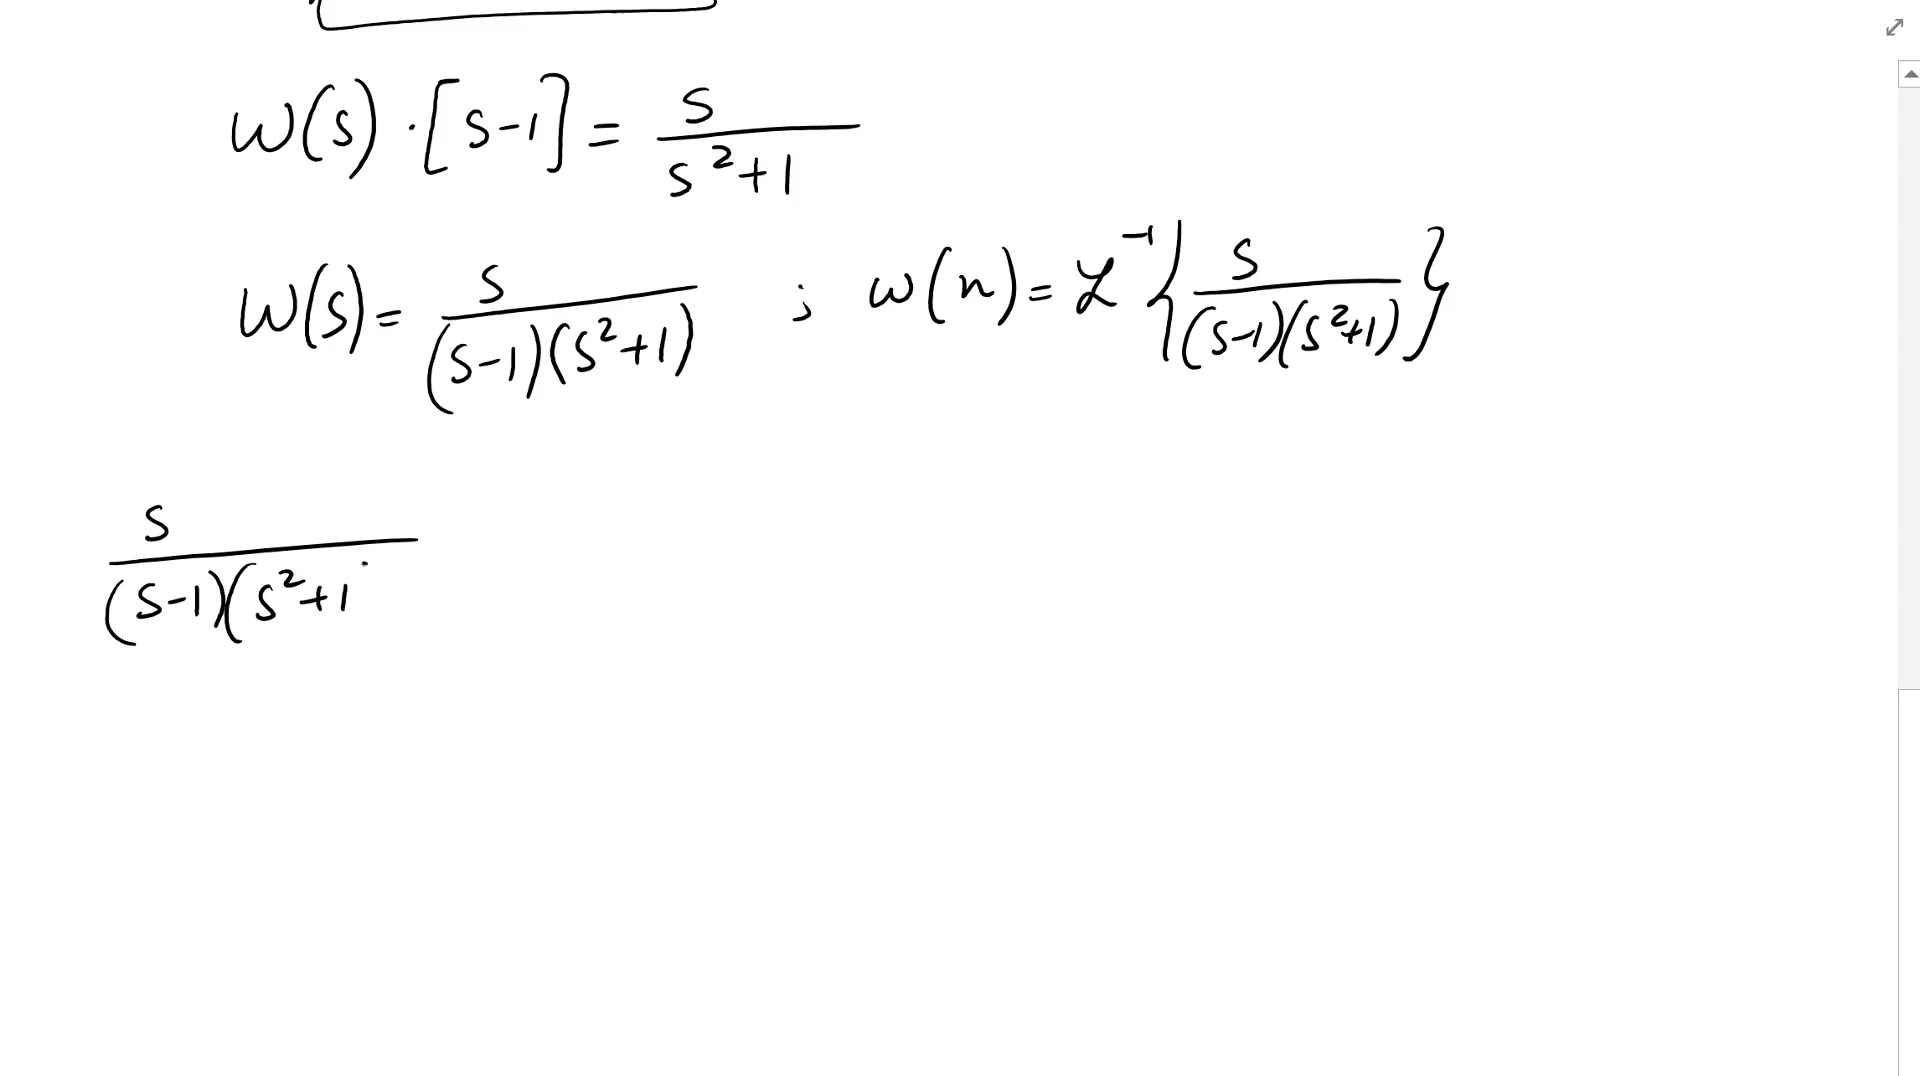 W(s) · [s-1] = s/(s²+1)
W(s) = s/((s-1)(s²+1)) ; w(n) = ℒ⁻¹{s/((s-1)(s²+1))}
s/((s-1)(s²+1